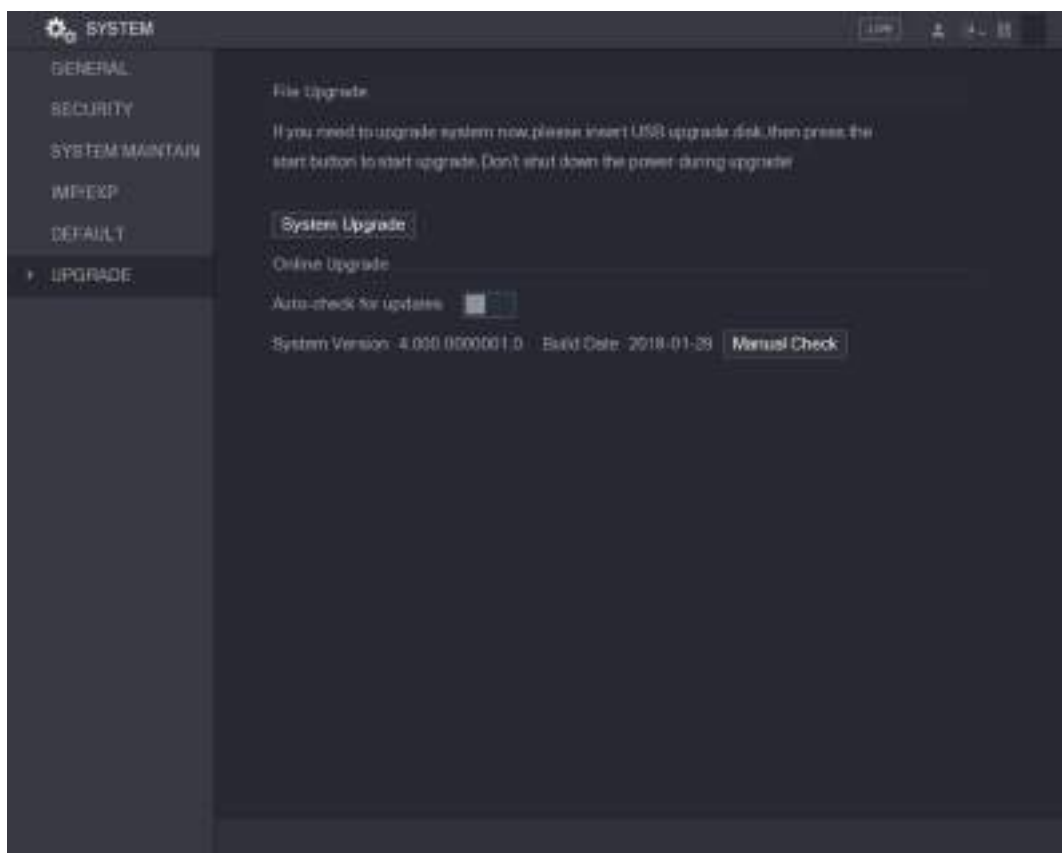 SYSTEM
LIVE
GENERAL
SECURITY
SYSTEM MAINTAIN
IMP/EXP
DEFAULT
UPGRADE
File Upgrade
If you need to upgrade system now,please insert USB upgrade disk,then press the
start button to start upgrade.Don't shut down the power during upgrade!
System Upgrade
Online Upgrade
Auto-check for updates
System Version 4.000.0000001.0 Build Date 2018-01-29 Manual Check